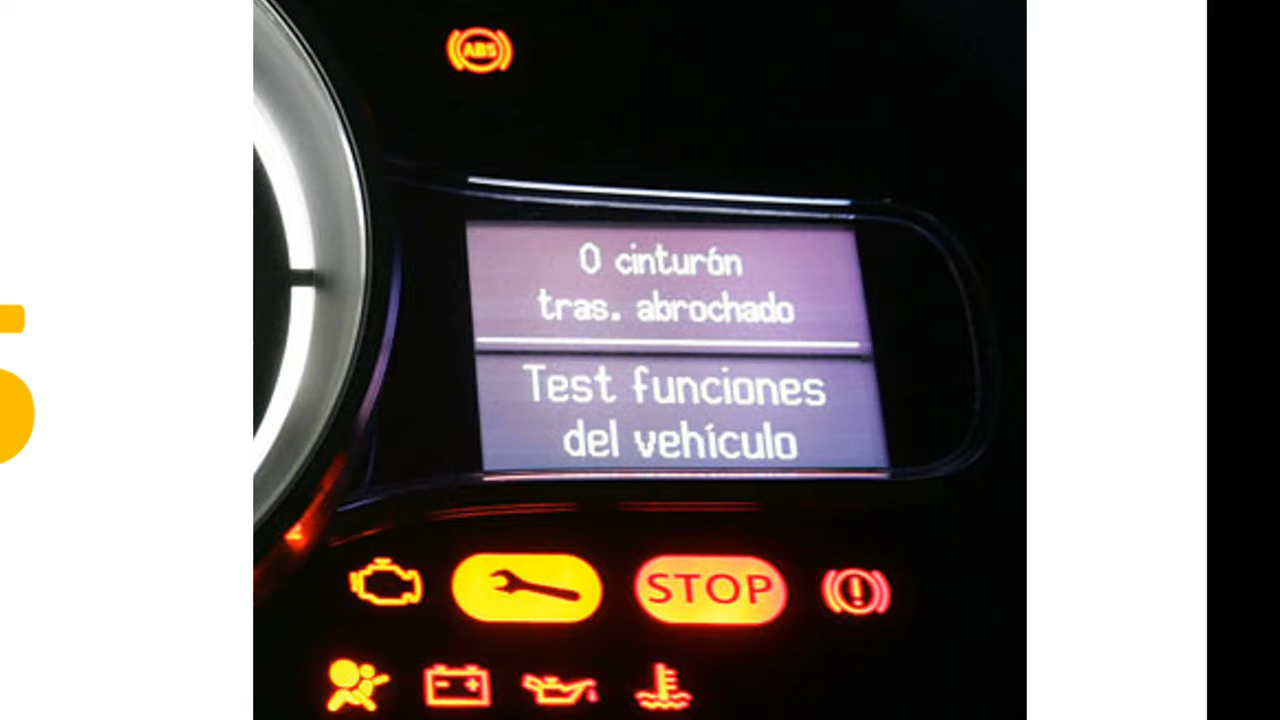 ABS
0 cinturón
tras. abrochado
Test funciones
del vehículo
STOP